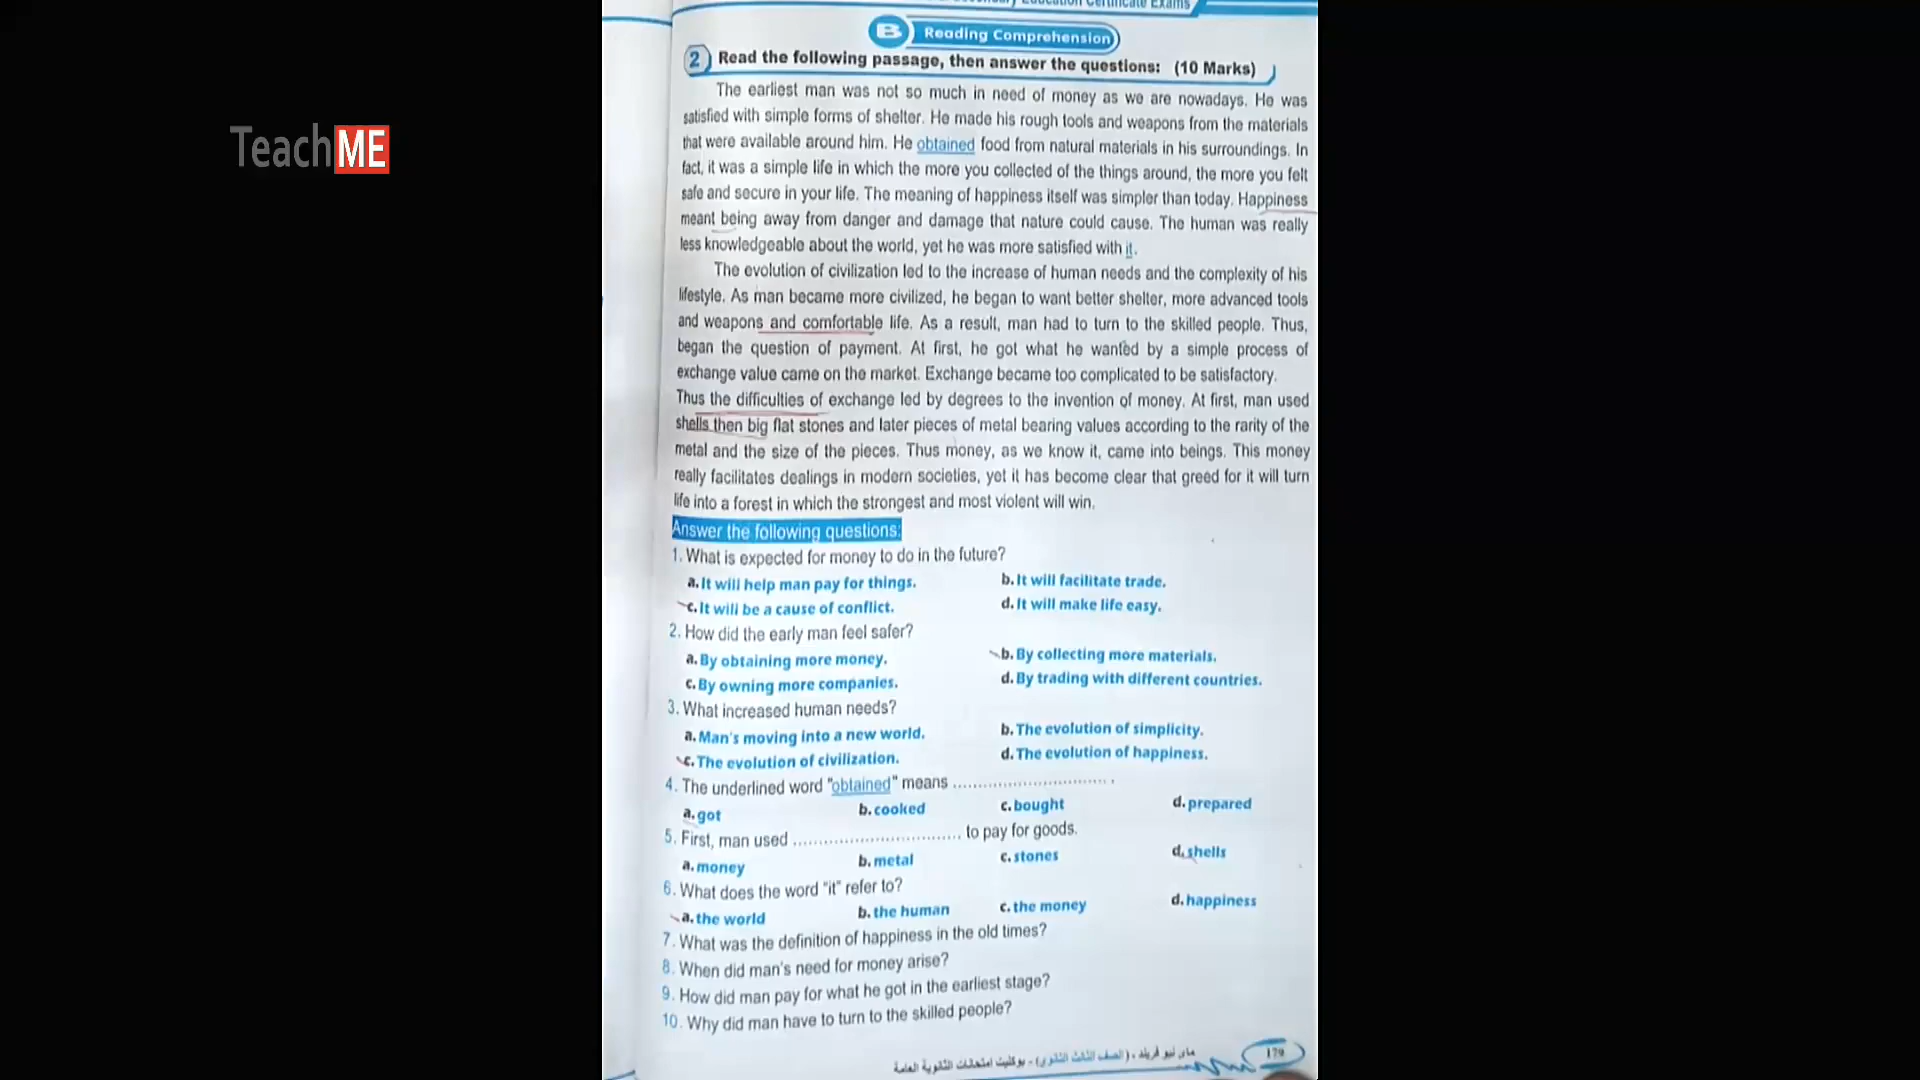 TeachME
Education Certificate Exams
B Reading Comprehension
2 Read the following passage, then answer the questions: (10 Marks)
The earliest man was not so much in need of money as we are nowadays. He was
satisfied with simple forms of shelter. He made his rough tools and weapons from the materials
that were available around him. He obtained food from natural materials in his surroundings. In
fact, it was a simple life in which the more you collected of the things around, the more you felt
safe and secure in your life. The meaning of happiness itself was simpler than today. Happiness
meant being away from danger and damage that nature could cause. The human was really
less knowledgeable about the world, yet he was more satisfied with it.
The evolution of civilization led to the increase of human needs and the complexity of his
lifestyle. As man became more civilized, he began to want better shelter, more advanced tools
and weapons and comfortable life. As a result, man had to turn to the skilled people. Thus,
began the question of payment. At first, he got what he wanted by a simple process of
exchange value came on the market. Exchange became too complicated to be satisfactory.
Thus the difficulties of exchange led by degrees to the invention of money. At first, man used
shells then big flat stones and later pieces of metal bearing values according to the rarity of the
metal and the size of the pieces. Thus money, as we know it, came into beings. This money
really facilitates dealings in modern societies, yet it has become clear that greed for it will turn
life into a forest in which the strongest and most violent will win.
Answer the following questions:
1. What is expected for money to do in the future?
a. It will help man pay for things. b. It will facilitate trade.
c. It will be a cause of conflict. d. It will make life easy.
2. How did the early man feel safer?
a. By obtaining more money. b. By collecting more materials.
c. By owning more companies. d. By trading with different countries.
3. What increased human needs?
a. Man's moving into a new world. b. The evolution of simplicity.
c. The evolution of civilization. d. The evolution of happiness.
4. The underlined word "obtained" means ............................ .
a. got b. cooked c. bought d. prepared
5. First, man used ................................ to pay for goods.
a. money b. metal c. stones d. shells
6. What does the word "it" refer to?
a. the world b. the human c. the money d. happiness
7. What was the definition of happiness in the old times?
8. When did man's need for money arise?
9. How did man pay for what he got in the earliest stage?
10. Why did man have to turn to the skilled people?
ماى نيو فريند ، (الصف الثالث الثانوى) - بوكليت امتحانات الثانوية العامة ١٧٩